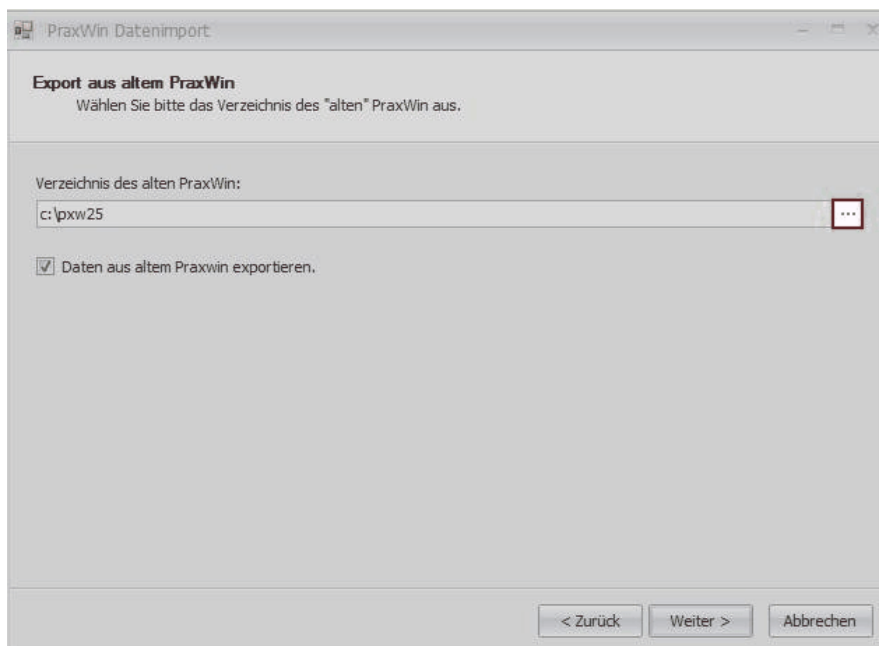 PraxWin Datenimport
Export aus altem PraxWin
Wählen Sie bitte das Verzeichnis des "alten" PraxWin aus.
Verzeichnis des alten PraxWin:
c:\pxw25 ...
Daten aus altem Praxwin exportieren.
< Zurück Weiter > Abbrechen